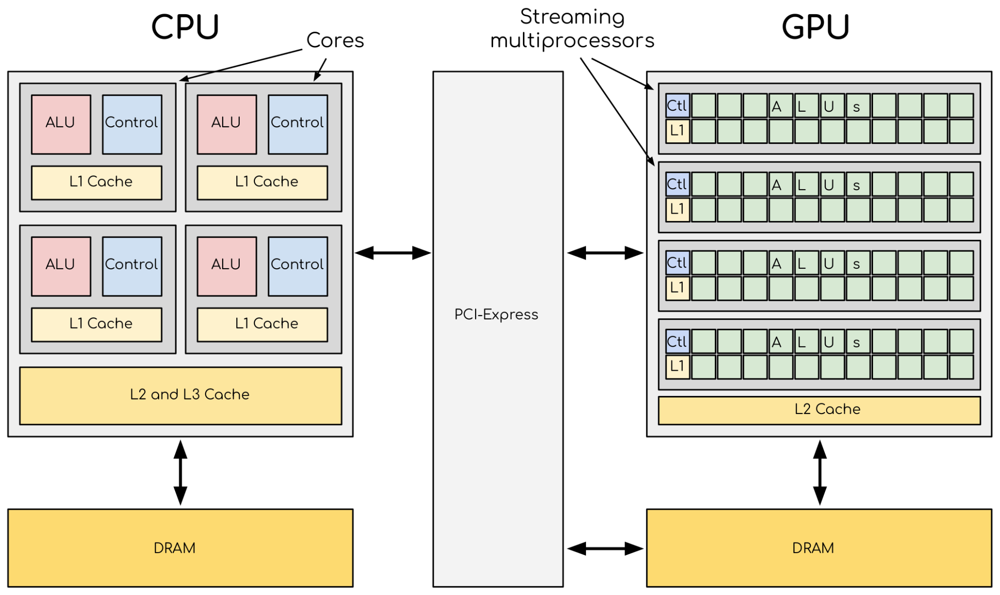 CPU
Cores
Streaming
multiprocessors
GPU
ALU
Control
ALU
Control
L1 Cache
L1 Cache
ALU
Control
ALU
Control
L1 Cache
L1 Cache
L2 and L3 Cache
DRAM
PCI-Express
Ctl A L U s
L1
Ctl A L U s
L1
Ctl A L U s
L1
Ctl A L U s
L1
L2 Cache
DRAM